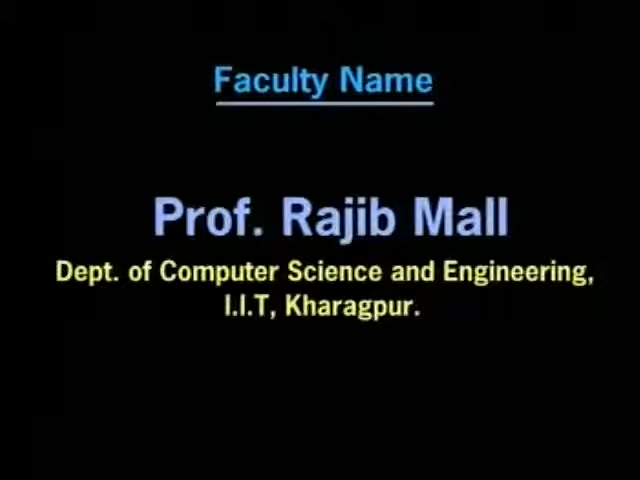 Faculty Name
Prof. Rajib Mall
Dept. of Computer Science and Engineering,
I.I.T, Kharagpur.